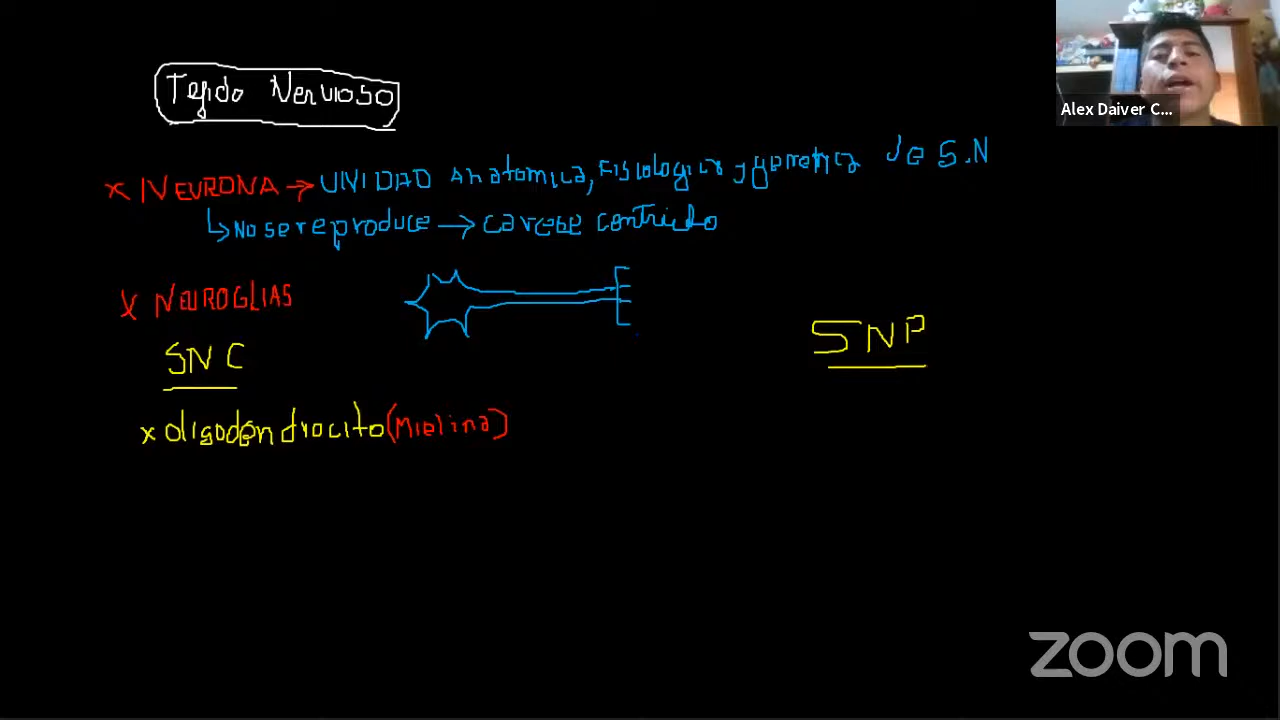 Tejido Nervioso
Alex Daiver C...
x NEURONA → UNIDAD Anatomica, Fisiologica y genetica de S.N
↳ No se reproduce → carece centriolo
x NEUROGLIAS
SNP
SNC
x oligodendrocito (Mielina)
zoom